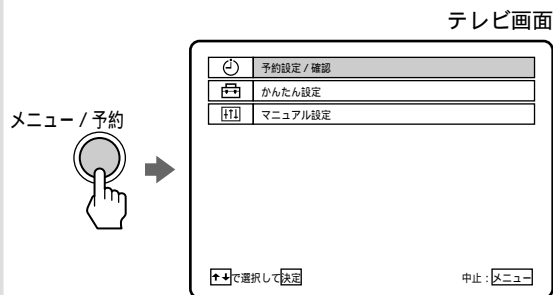 テレビ画面
メニュー / 予約
予約設定 / 確認
かんたん設定
マニュアル設定
↑↓で選択して決定
中止 : メニュー